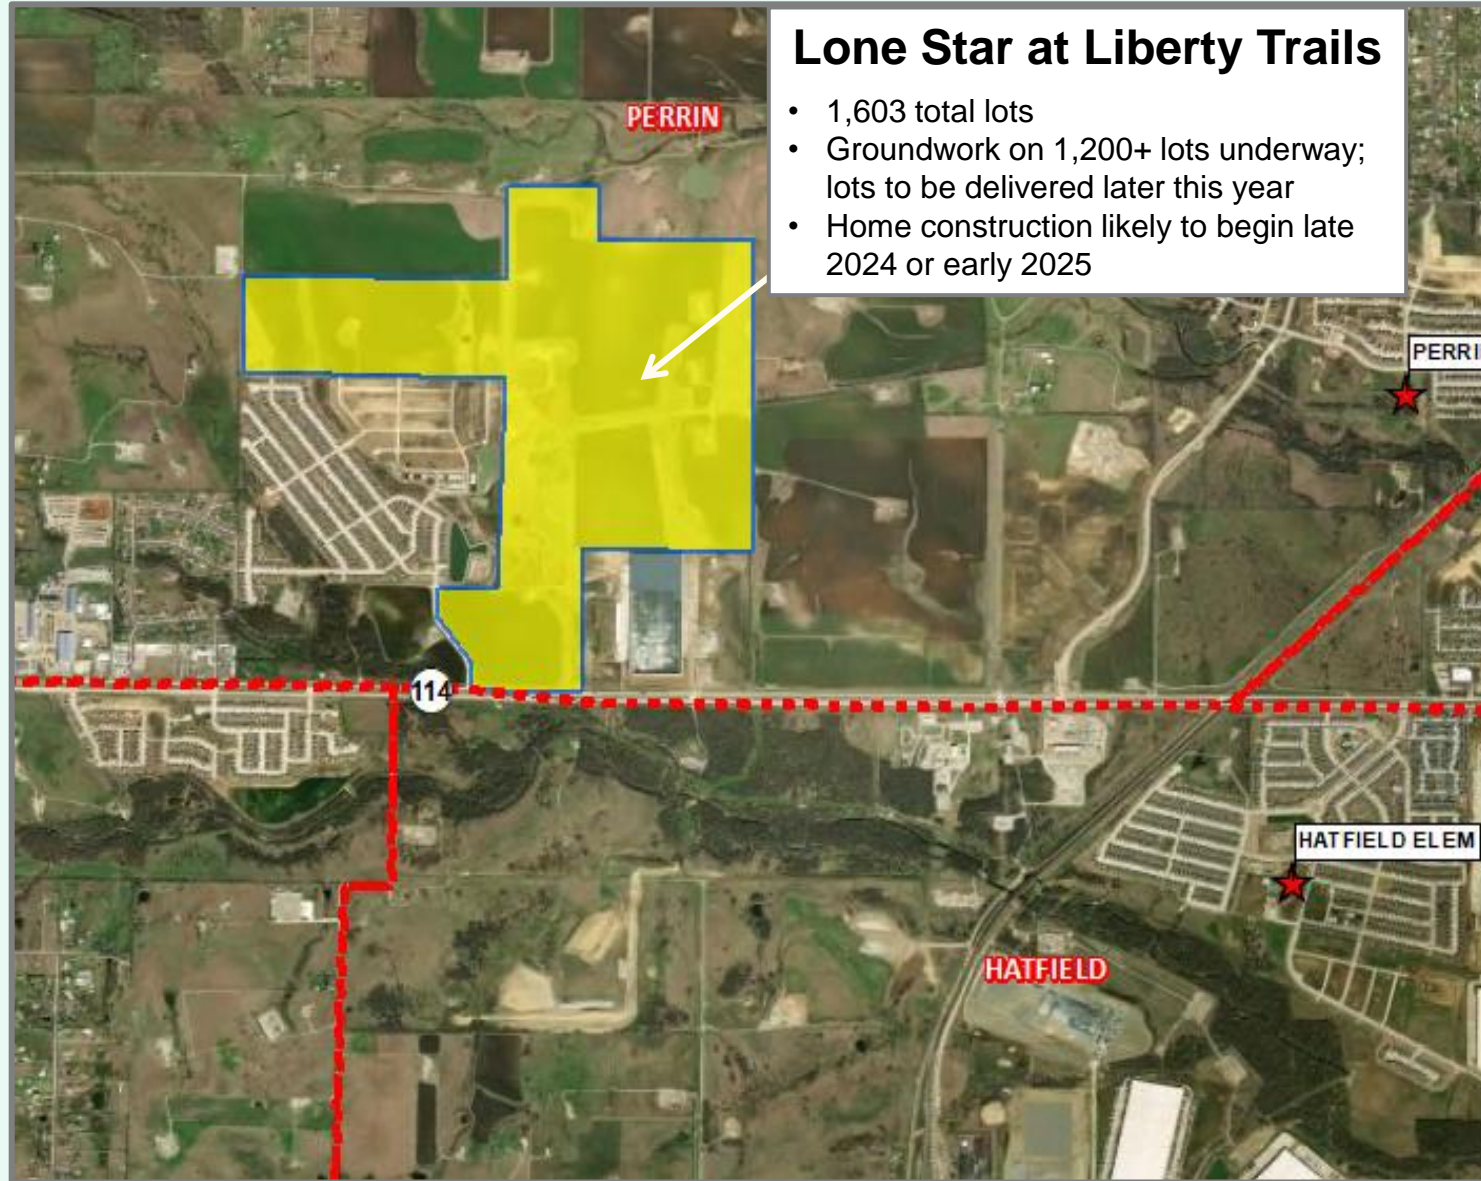 Lone Star at Liberty Trails
• 1,603 total lots
• Groundwork on 1,200+ lots underway;
lots to be delivered later this year
• Home construction likely to begin late
2024 or early 2025
PERRIN
PERRI
114
HATFIELD ELEM
HATFIELD